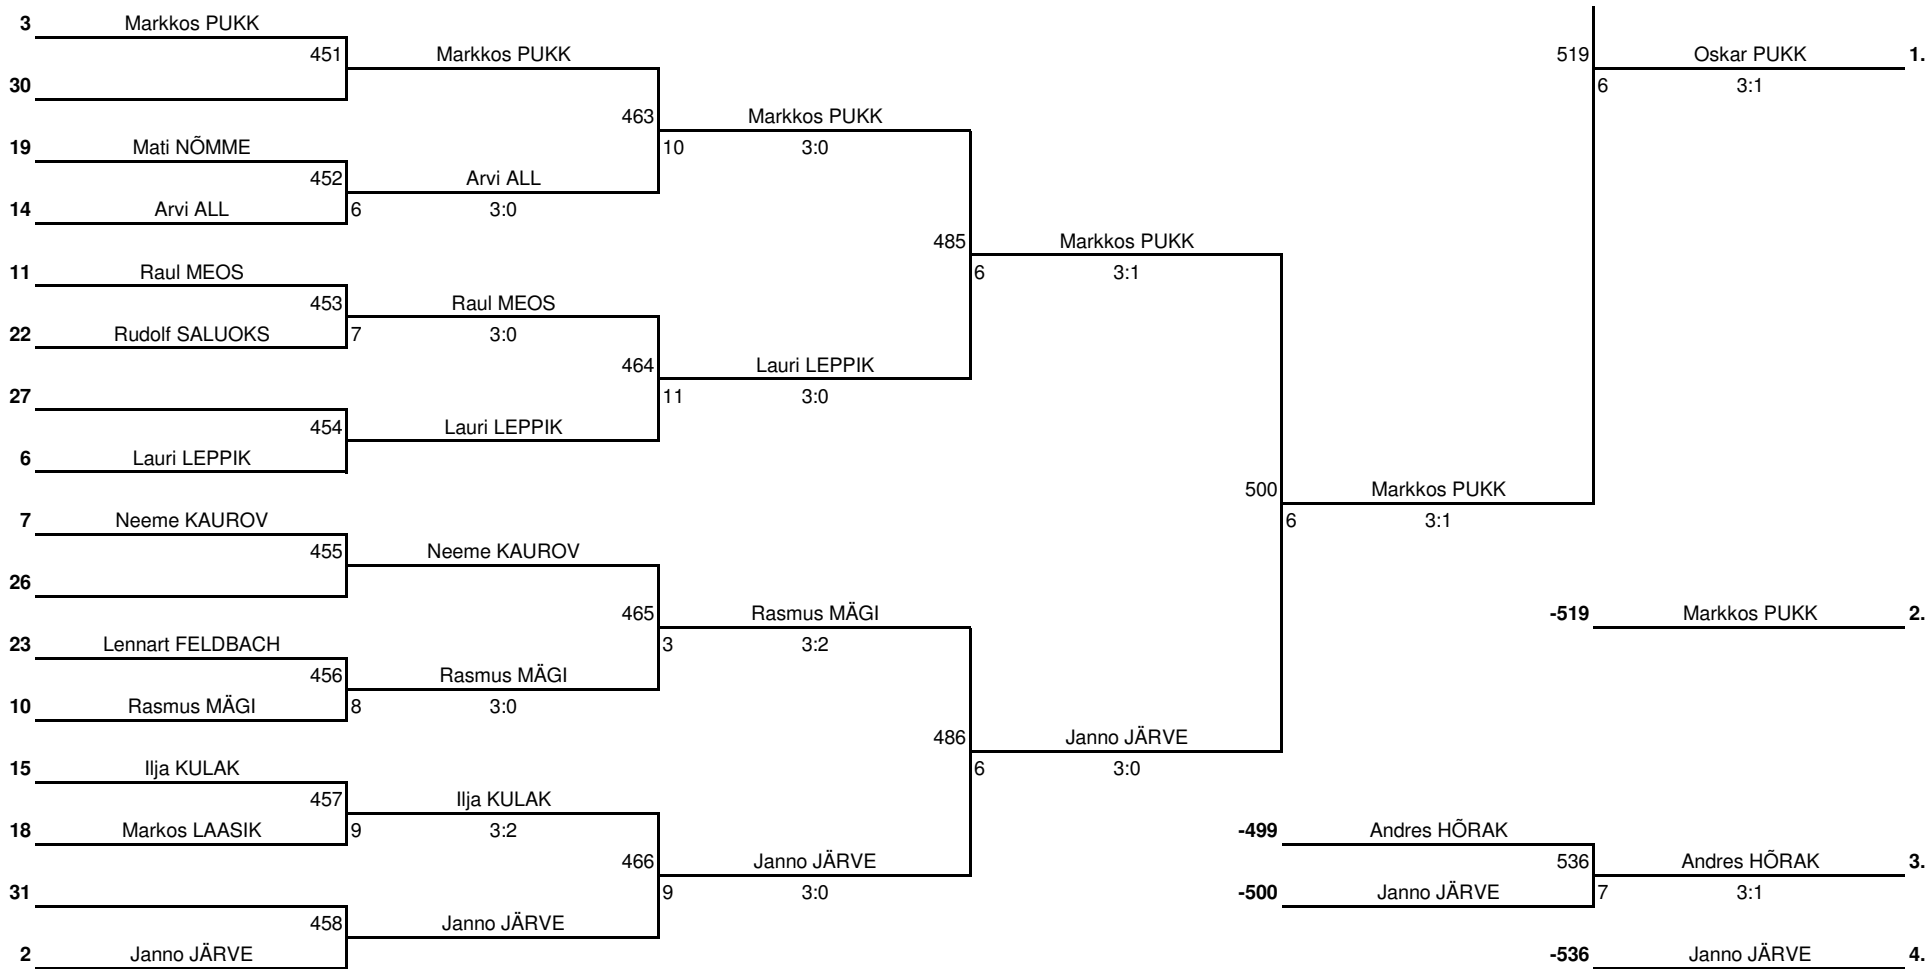 3 Markkos PUKK
451 Markkos PUKK 519 Oskar PUKK 1.
30 6 3:1
463 Markkos PUKK
19 Mati NÕMME 10 3:0
452 Arvi ALL
14 Arvi ALL 6 3:0
485 Markkos PUKK
11 Raul MEOS 6 3:1
453 Raul MEOS
22 Rudolf SALUOKS 7 3:0
464 Lauri LEPPIK
27 11 3:0
454 Lauri LEPPIK
6 Lauri LEPPIK
500 Markkos PUKK
7 Neeme KAUROV 6 3:1
455 Neeme KAUROV
26
465 Rasmus MÄGI -519 Markkos PUKK 2.
23 Lennart FELDBACH 3 3:2
456 Rasmus MÄGI
10 Rasmus MÄGI 8 3:0
486 Janno JÄRVE
15 Ilja KULAK 6 3:0
457 Ilja KULAK
18 Markos LAASIK 9 3:2 -499 Andres HÕRAK
466 Janno JÄRVE 536 Andres HÕRAK 3.
31 9 3:0 -500 Janno JÄRVE 7 3:1
458 Janno JÄRVE
2 Janno JÄRVE -536 Janno JÄRVE 4.